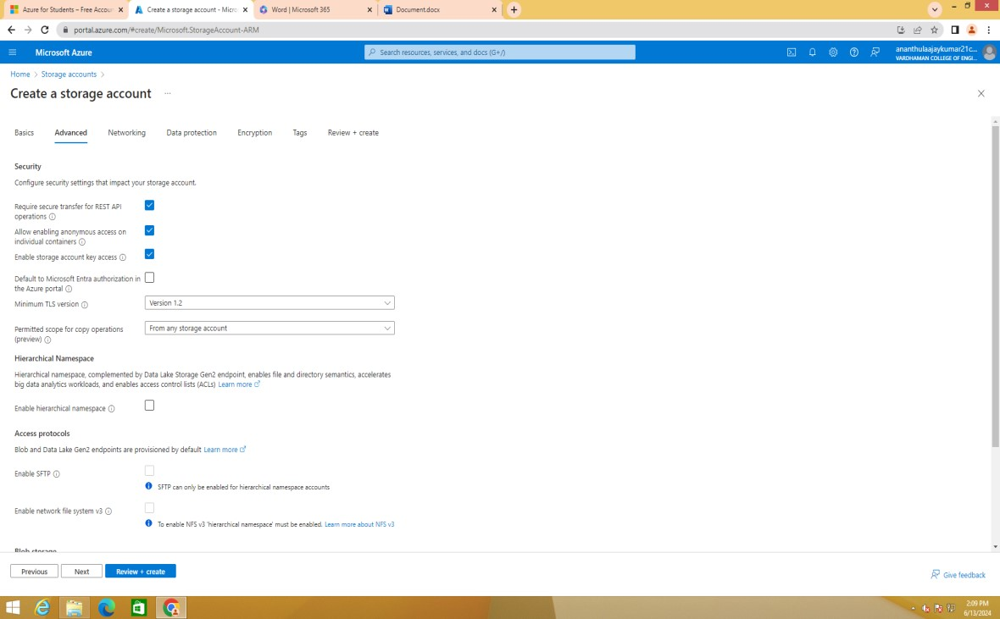 Azure for Students – Free Accou
Create a storage account - Micro
Word | Microsoft 365
Document.docx
portal.azure.com/#create/Microsoft.StorageAccount-ARM
Microsoft Azure
Search resources, services, and docs (G+/)
ananthulaajaykumar21c...
VARDHAMAN COLLEGE OF ENGI...
Home > Storage accounts >
Create a storage account ...
Basics
Advanced
Networking
Data protection
Encryption
Tags
Review + create
Security
Configure security settings that impact your storage account.
Require secure transfer for REST API
operations
Allow enabling anonymous access on
individual containers
Enable storage account key access
Default to Microsoft Entra authorization in
the Azure portal
Minimum TLS version
Version 1.2
Permitted scope for copy operations
(preview)
From any storage account
Hierarchical Namespace
Hierarchical namespace, complemented by Data Lake Storage Gen2 endpoint, enables file and directory semantics, accelerates
big data analytics workloads, and enables access control lists (ACLs) Learn more
Enable hierarchical namespace
Access protocols
Blob and Data Lake Gen2 endpoints are provisioned by default Learn more
Enable SFTP
SFTP can only be enabled for hierarchical namespace accounts
Enable network file system v3
To enable NFS v3 'hierarchical namespace' must be enabled. Learn more about NFS v3
Blob storage
Previous
Next
Review + create
Give feedback
2:09 PM
6/13/2024